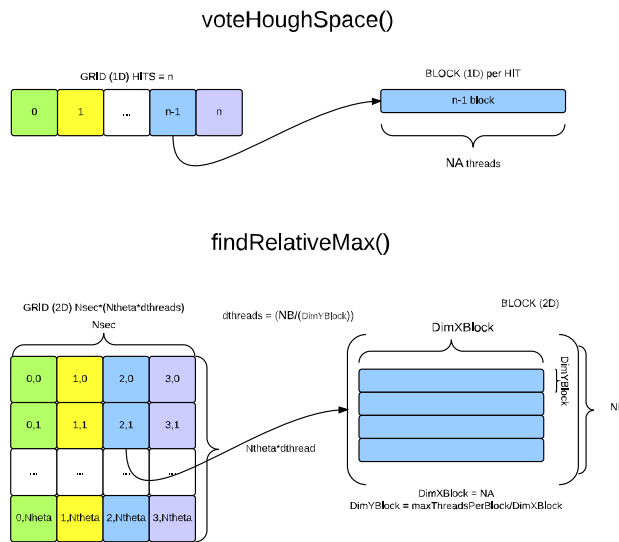 voteHoughSpace()
GRID (1D) HITS = n
BLOCK (1D) per HIT
0 1 ... n-1 n
n-1 block
NA threads
findRelativeMax()
GRID (2D) Nsec*(Ntheta*dthreads)
Nsec
dthreads = (NB/(DimYBlock))
BLOCK (2D)
DimXBlock
0,0 1,0 2,0 3,0
DimYBlock
0,1 1,1 2,1 3,1
Ntheta*dthread
... ... ... ...
0,Nheta 1,Ntheta 2,Ntheta 3,Ntheta
DimXBlock = NA
DimYBlock = maxThreadsPerBlock/DimXBlock